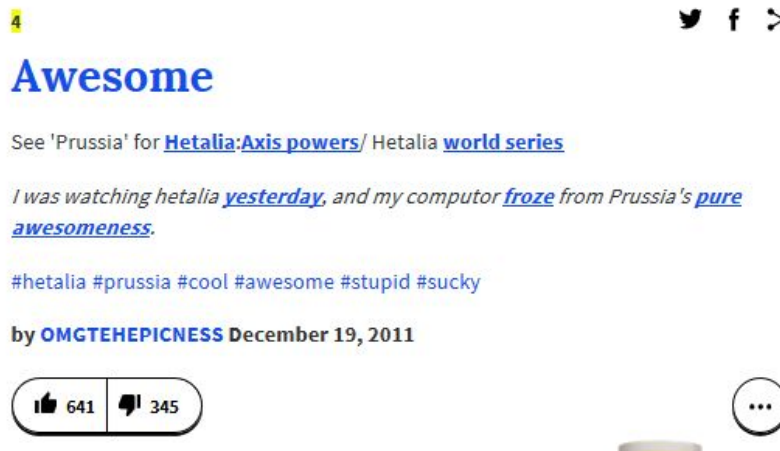 4
Awesome
See 'Prussia' for Hetalia:Axis powers/ Hetalia world series
I was watching hetalia yesterday, and my computor froze from Prussia's pure
awesomeness.
#hetalia #prussia #cool #awesome #stupid #sucky
by OMGTEHEPICNESS December 19, 2011
641 345